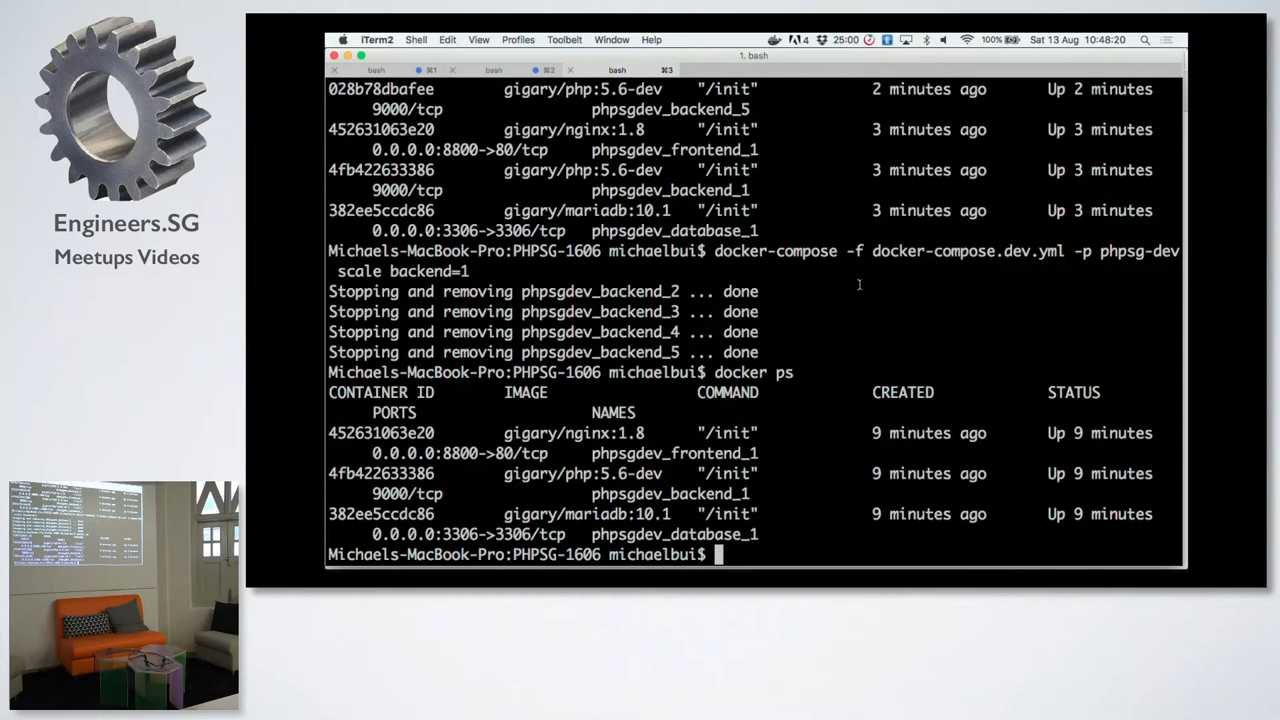 Engineers.SG
Meetups Videos
iTerm2 Shell Edit View Profiles Toolbelt Window Help 4 25:00 100% Sat 13 Aug 10:48:20
1. bash
bash ⌘1 bash ⌘2 bash ⌘3
028b78dbafee gigary/php:5.6-dev "/init" 2 minutes ago Up 2 minutes
9000/tcp phpsgdev_backend_5
452631063e20 gigary/nginx:1.8 "/init" 3 minutes ago Up 3 minutes
0.0.0.0:8800->80/tcp phpsgdev_frontend_1
4fb422633386 gigary/php:5.6-dev "/init" 3 minutes ago Up 3 minutes
9000/tcp phpsgdev_backend_1
382ee5ccdc86 gigary/mariadb:10.1 "/init" 3 minutes ago Up 3 minutes
0.0.0.0:3306->3306/tcp phpsgdev_database_1
Michaels-MacBook-Pro:PHPSG-1606 michaelbui$ docker-compose -f docker-compose.dev.yml -p phpsg-dev
scale backend=1
Stopping and removing phpsgdev_backend_2 ... done
Stopping and removing phpsgdev_backend_3 ... done
Stopping and removing phpsgdev_backend_4 ... done
Stopping and removing phpsgdev_backend_5 ... done
Michaels-MacBook-Pro:PHPSG-1606 michaelbui$ docker ps
CONTAINER ID IMAGE COMMAND CREATED STATUS
PORTS NAMES
452631063e20 gigary/nginx:1.8 "/init" 9 minutes ago Up 9 minutes
0.0.0.0:8800->80/tcp phpsgdev_frontend_1
4fb422633386 gigary/php:5.6-dev "/init" 9 minutes ago Up 9 minutes
9000/tcp phpsgdev_backend_1
382ee5ccdc86 gigary/mariadb:10.1 "/init" 9 minutes ago Up 9 minutes
0.0.0.0:3306->3306/tcp phpsgdev_database_1
Michaels-MacBook-Pro:PHPSG-1606 michaelbui$